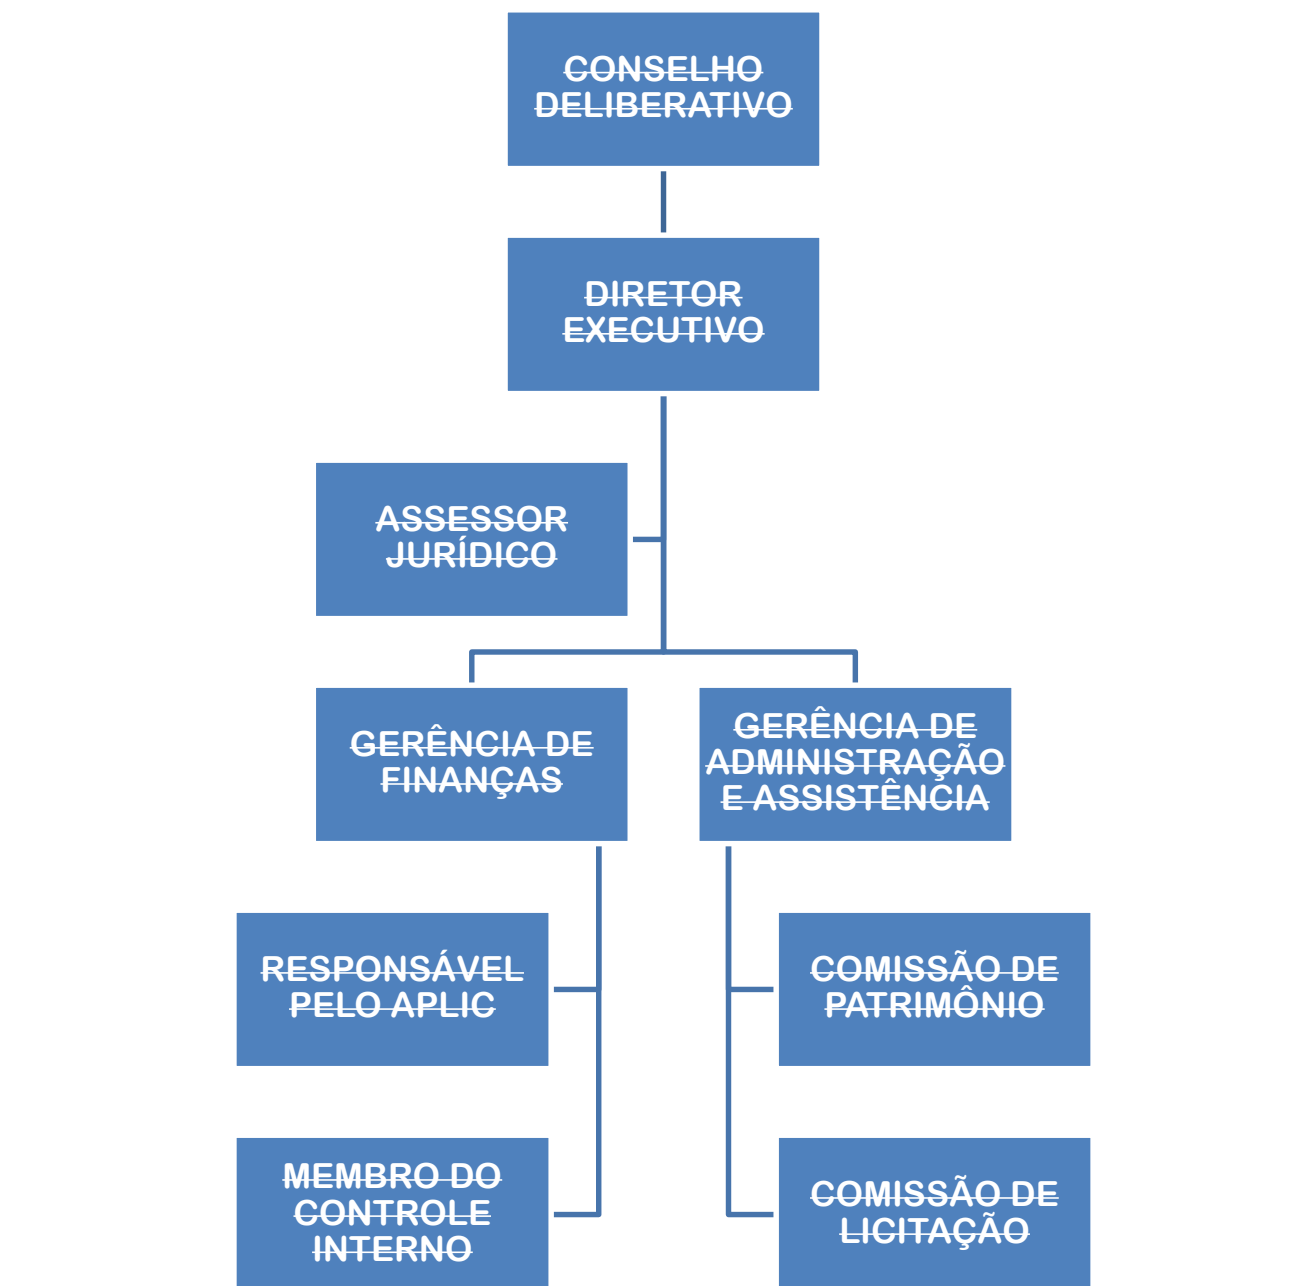 CONSELHO
DELIBERATIVO
DIRETOR
EXECUTIVO
ASSESSOR
JURÍDICO
GERÊNCIA DE
FINANÇAS
GERÊNCIA DE
ADMINISTRAÇÃO
E ASSISTÊNCIA
RESPONSÁVEL
PELO APLIC
COMISSÃO DE
PATRIMÔNIO
MEMBRO DO
CONTROLE
INTERNO
COMISSÃO DE
LICITAÇÃO